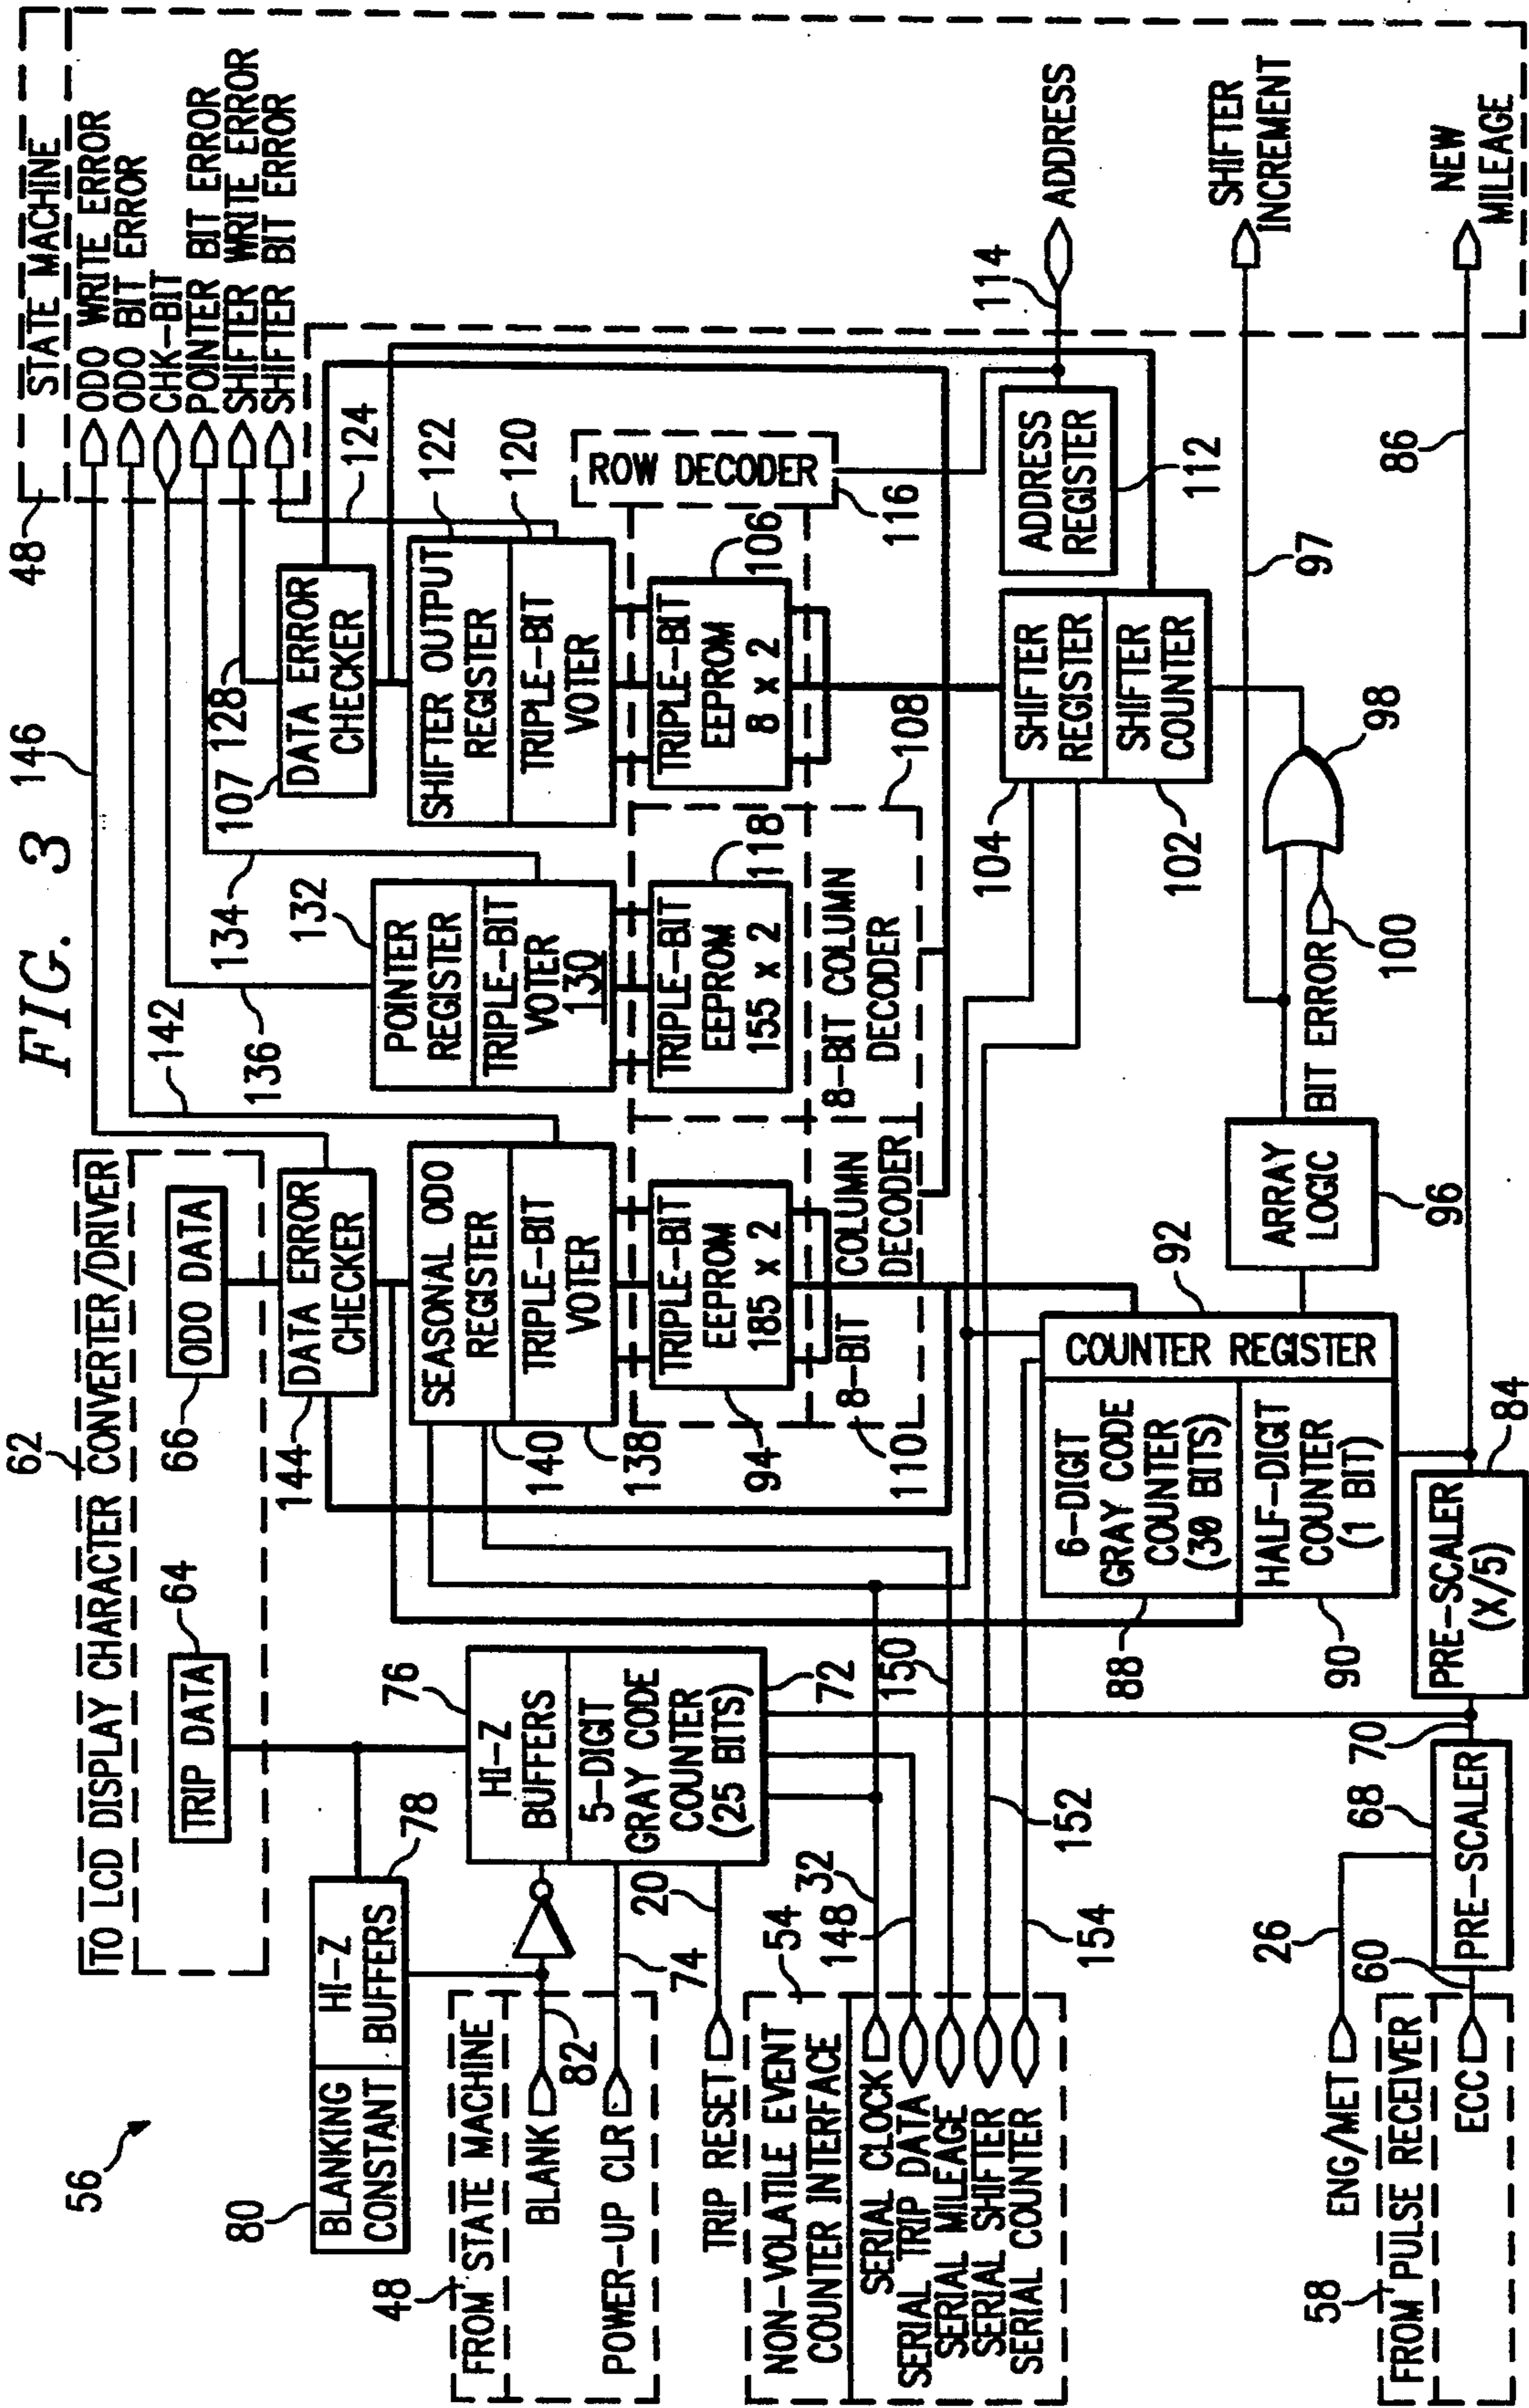 FIG. 3
56
62
TO LCD DISPLAY CHARACTER CONVERTER/DRIVER
64
TRIP DATA
66
ODO DATA
146
48
STATE MACHINE
ODO WRITE ERROR
ODO BIT ERROR
CHK-BIT
POINTER BIT ERROR
SHIFTER WRITE ERROR
SHIFTER BIT ERROR
142
136
134
128
124
80
BLANKING
CONSTANT
HI-Z
BUFFERS
78
144
DATA ERROR
CHECKER
107
DATA ERROR
CHECKER
FROM STATE MACHINE
48
BLANK
82
POWER-UP CLR
74
TRIP RESET
20
76
HI-Z
BUFFERS
5-DIGIT
GRAY CODE
COUNTER
(25 BITS)
72
SEASONAL ODO
REGISTER
140
TRIPLE-BIT
VOTER
138
POINTER
REGISTER
132
TRIPLE-BIT
VOTER
130
SHIFTER OUTPUT
REGISTER
122
TRIPLE-BIT
VOTER
120
TRIPLE-BIT
EEPROM
185 x 2
94
TRIPLE-BIT
EEPROM
155 x 2
118
TRIPLE-BIT
EEPROM
8 x 2
106
ROW DECODER
116
8-BIT
COLUMN
DECODER
110
8-BIT COLUMN
DECODER
108
NON-VOLATILE EVENT
COUNTER INTERFACE
54
SERIAL CLOCK
SERIAL TRIP DATA
SERIAL MILEAGE
SERIAL SHIFTER
SERIAL COUNTER
32
148
150
152
154
88
6-DIGIT
GRAY CODE
COUNTER
(30 BITS)
90
HALF-DIGIT
COUNTER
(1 BIT)
COUNTER REGISTER
92
104
SHIFTER
REGISTER
102
SHIFTER
COUNTER
ADDRESS
REGISTER
112
114
ADDRESS
ARRAY
LOGIC
96
BIT ERROR
100
98
97
SHIFTER
INCREMENT
ENG/MET
26
58
FROM PULSE RECEIVER
ECC
60
PRE-SCALER
68
70
PRE-SCALER
(X/5)
84
86
NEW
MILEAGE